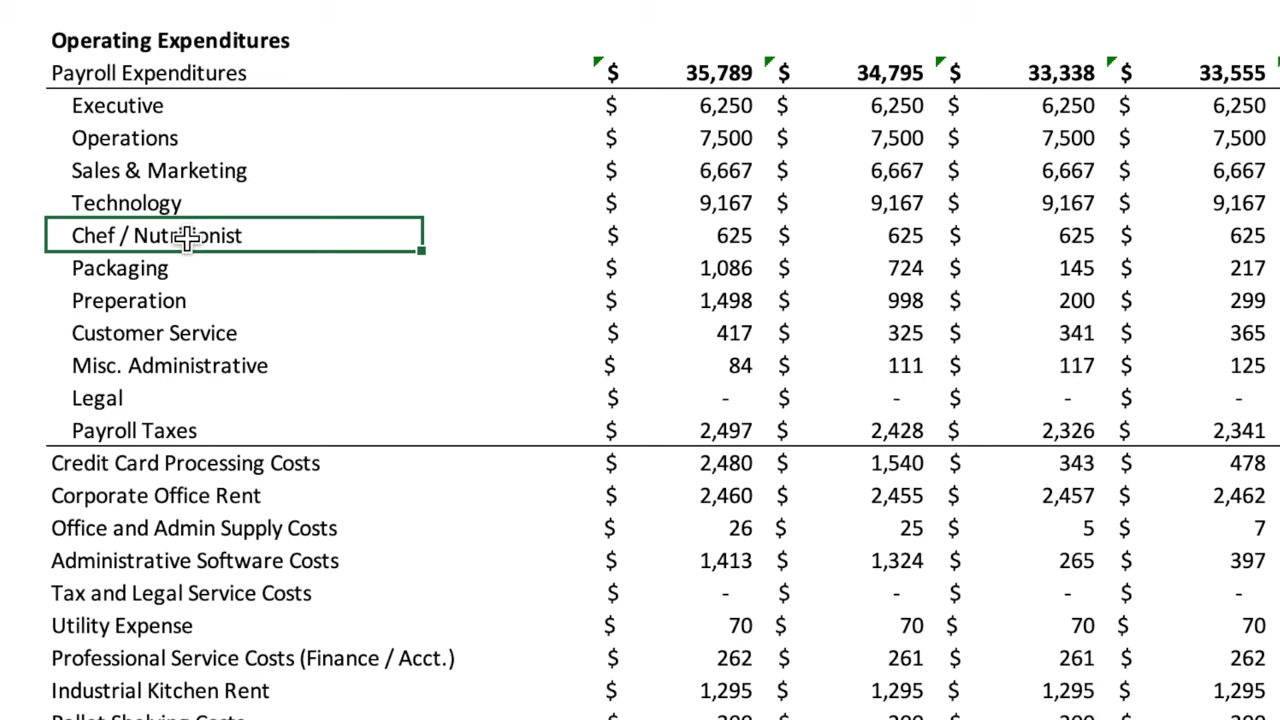 Operating Expenditures
Payroll Expenditures $ 35,789 $ 34,795 $ 33,338 $ 33,555
Executive $ 6,250 $ 6,250 $ 6,250 $ 6,250
Operations $ 7,500 $ 7,500 $ 7,500 $ 7,500
Sales & Marketing $ 6,667 $ 6,667 $ 6,667 $ 6,667
Technology $ 9,167 $ 9,167 $ 9,167 $ 9,167
Chef / Nutritionist $ 625 $ 625 $ 625 $ 625
Packaging $ 1,086 $ 724 $ 145 $ 217
Preperation $ 1,498 $ 998 $ 200 $ 299
Customer Service $ 417 $ 325 $ 341 $ 365
Misc. Administrative $ 84 $ 111 $ 117 $ 125
Legal $ - $ - $ - $ -
Payroll Taxes $ 2,497 $ 2,428 $ 2,326 $ 2,341
Credit Card Processing Costs $ 2,480 $ 1,540 $ 343 $ 478
Corporate Office Rent $ 2,460 $ 2,455 $ 2,457 $ 2,462
Office and Admin Supply Costs $ 26 $ 25 $ 5 $ 7
Administrative Software Costs $ 1,413 $ 1,324 $ 265 $ 397
Tax and Legal Service Costs $ - $ - $ - $ -
Utility Expense $ 70 $ 70 $ 70 $ 70
Professional Service Costs (Finance / Acct.) $ 262 $ 261 $ 261 $ 262
Industrial Kitchen Rent $ 1,295 $ 1,295 $ 1,295 $ 1,295